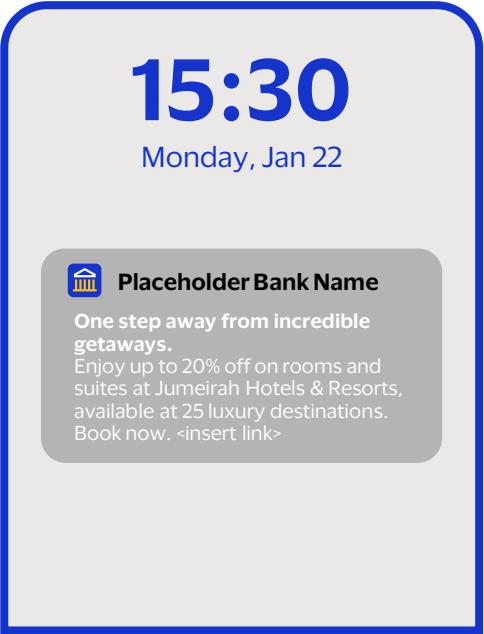 15:30
Monday, Jan 22
Placeholder Bank Name
One step away from incredible
getaways.
Enjoy up to 20% off on rooms and
suites at Jumeirah Hotels & Resorts,
available at 25 luxury destinations.
Book now. <insert link>